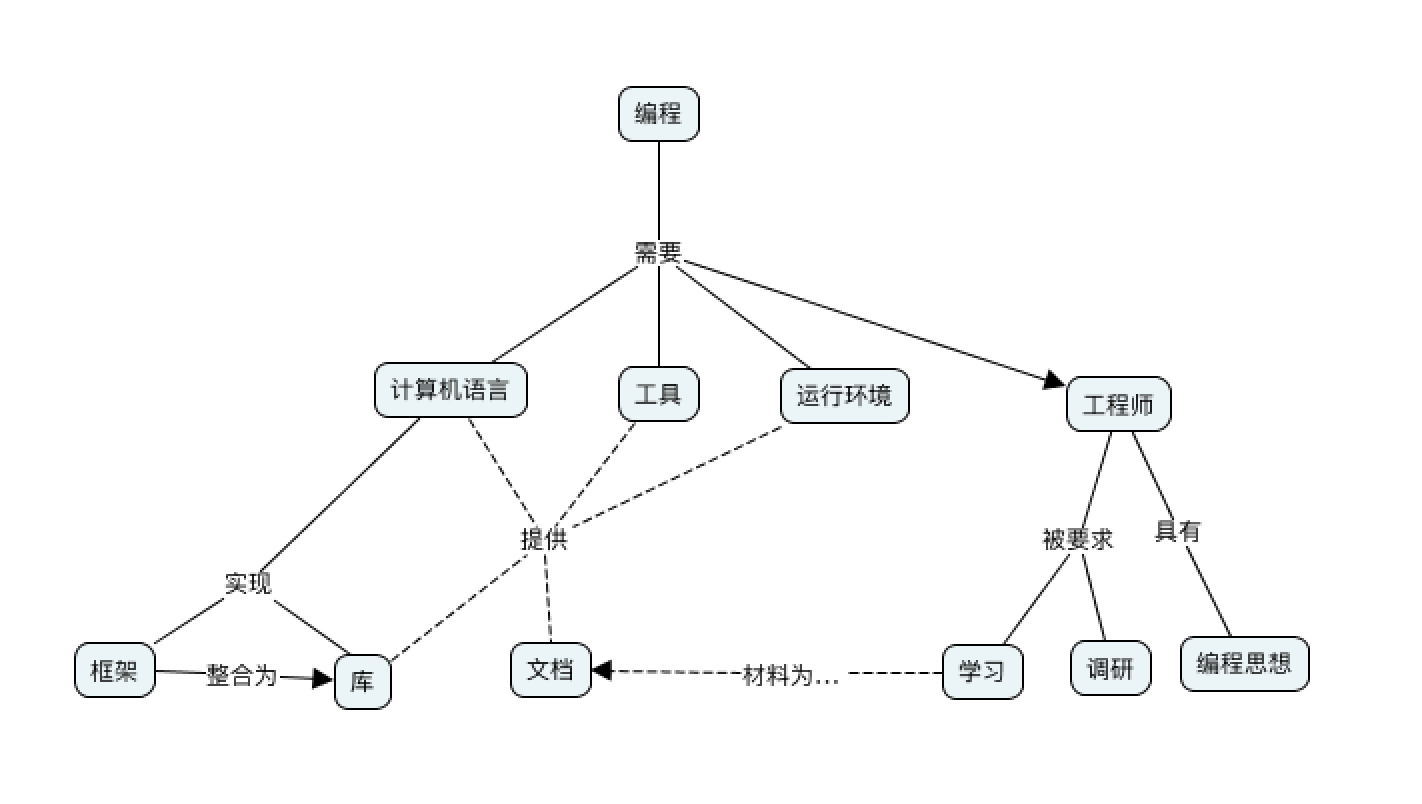 编程
需要
计算机语言
工具
运行环境
工程师
提供
被要求
具有
实现
框架
整合为
库
文档
材料为...
学习
调研
编程思想